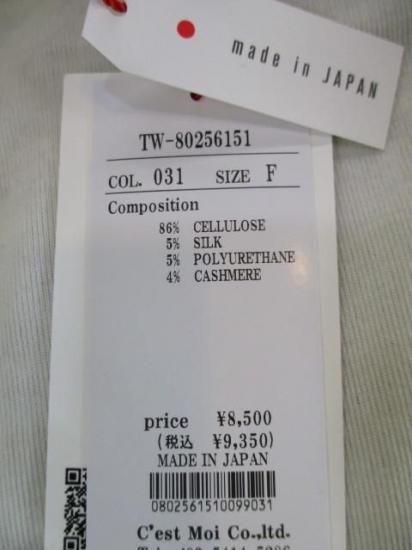 made in JAPAN
TW-80256151
COL. 031 SIZE F
Composition
86% CELLULOSE
5% SILK
5% POLYURETHANE
4% CASHMERE
price ¥8,500
(税込 ¥9,350)
MADE IN JAPAN
0802561510099031
C'est Moi Co.,ltd.